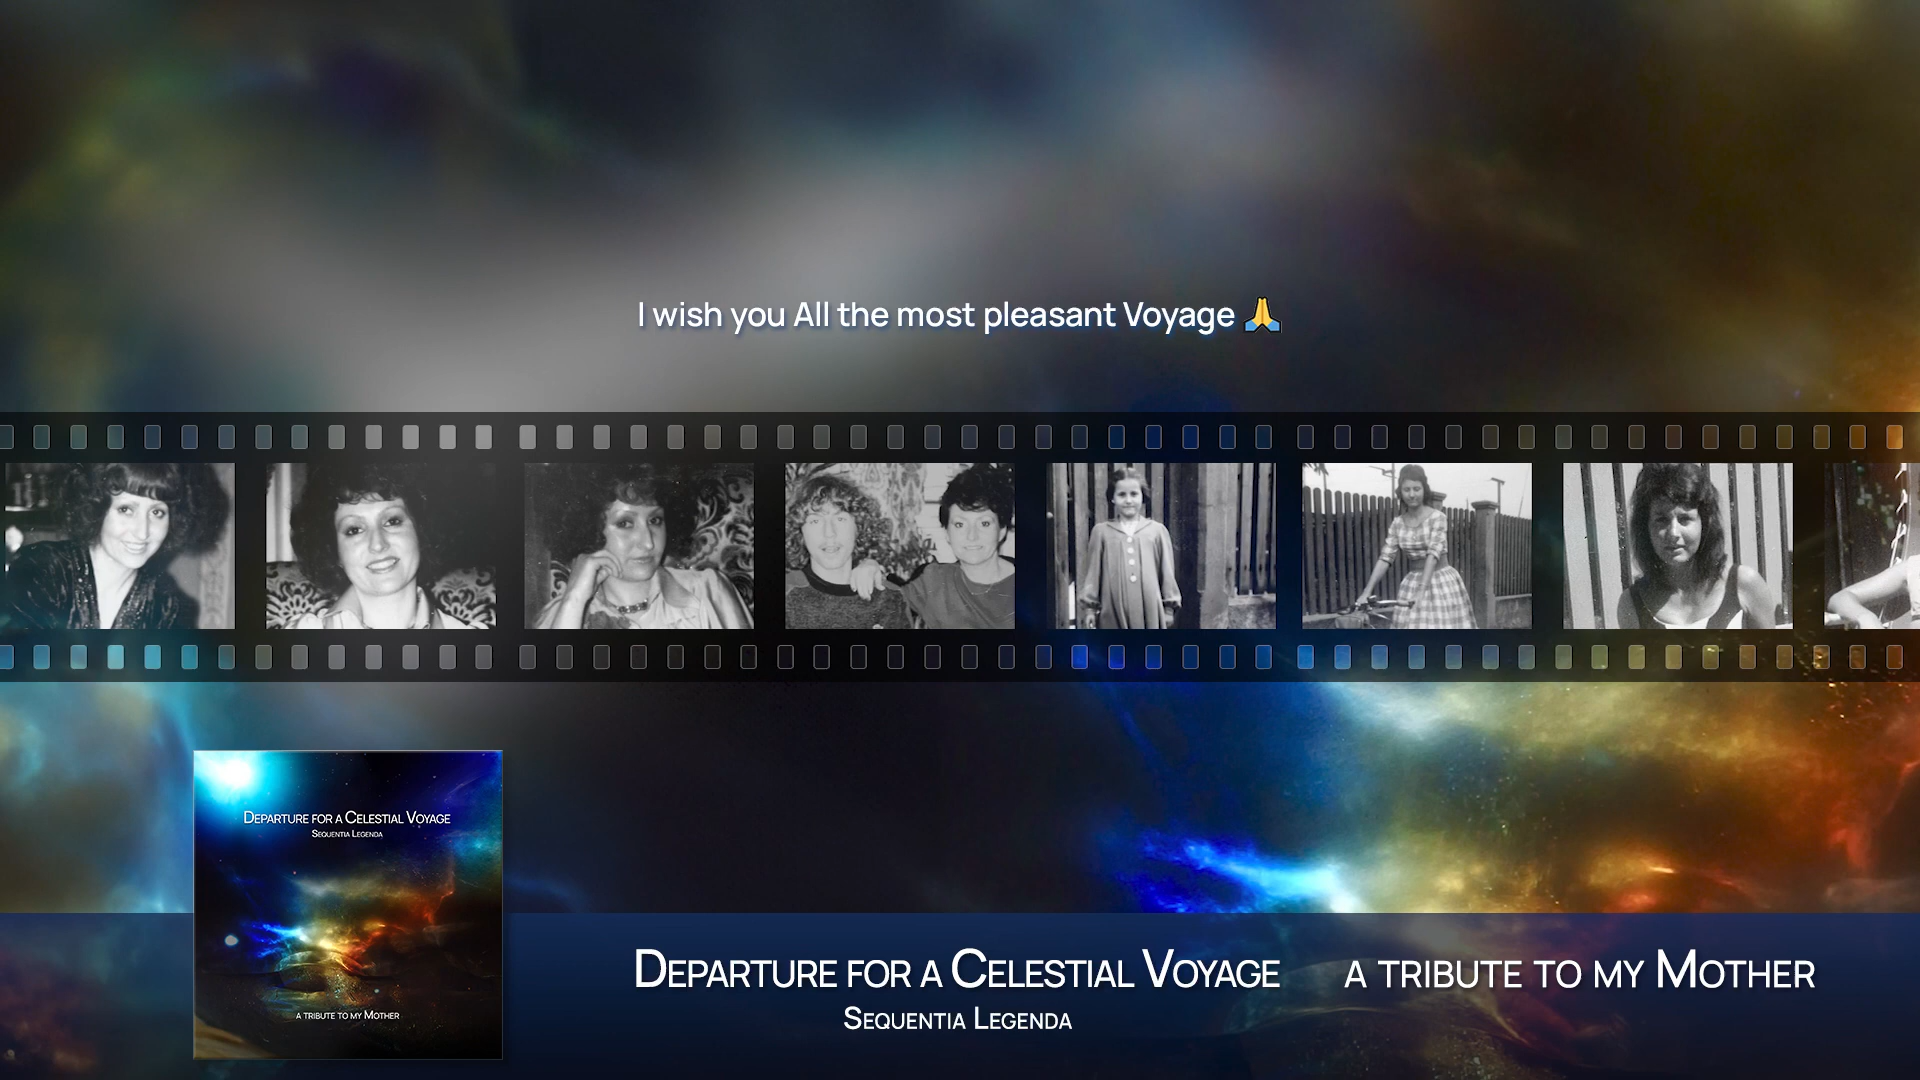 I wish you All the most pleasant Voyage 🙏
Departure for a Celestial Voyage
Sequentia Legenda
a tribute to my Mother
Departure for a Celestial Voyage
a tribute to my Mother
Sequentia Legenda